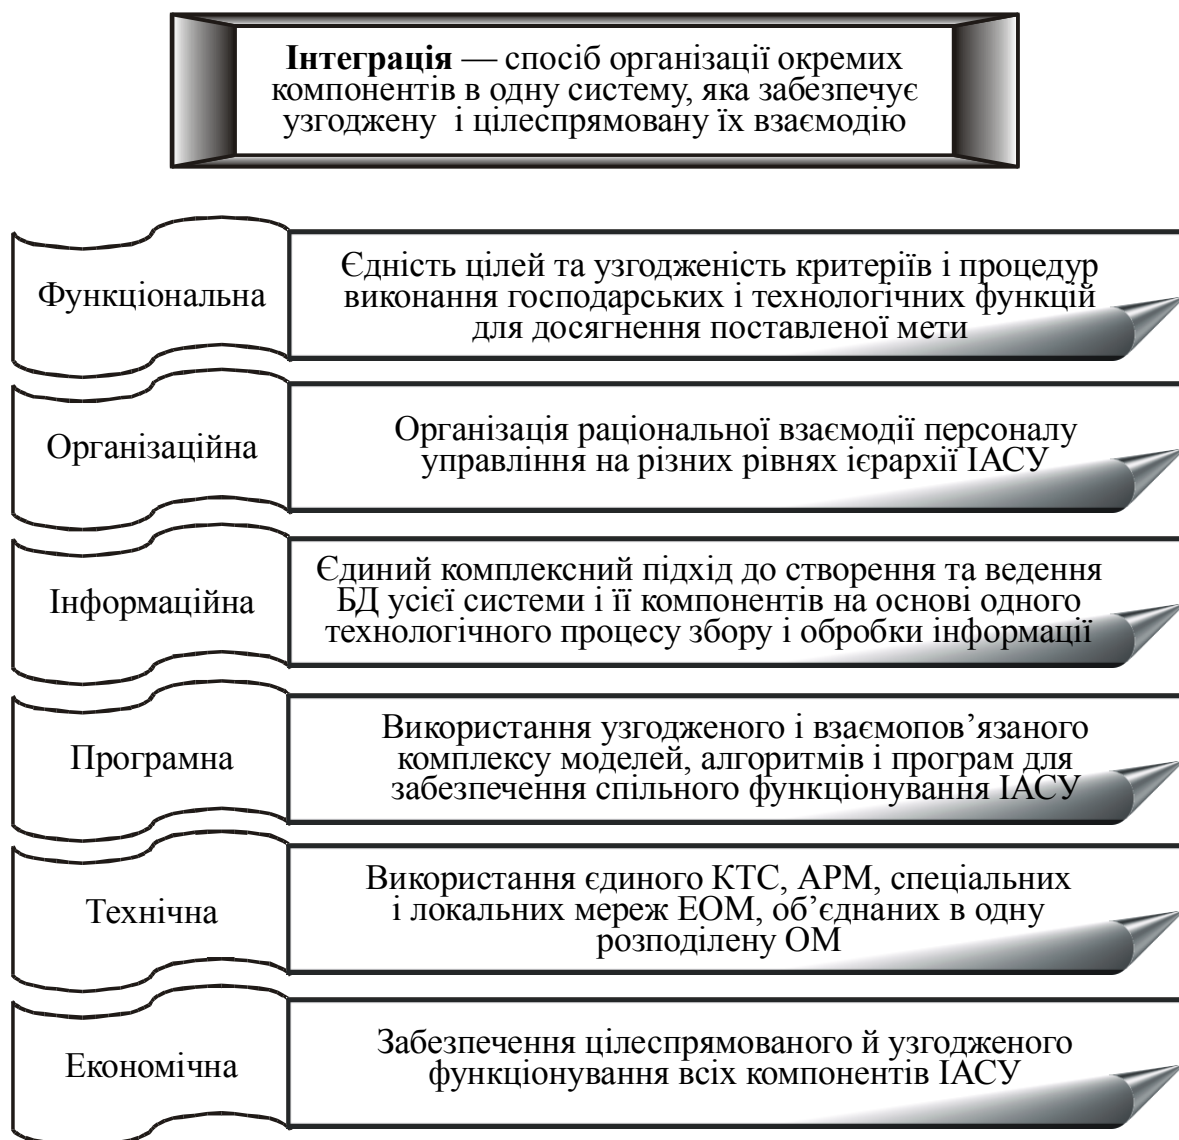 Інтеграція — спосіб організації окремих
компонентів в одну систему, яка забезпечує
узгоджену і цілеспрямовану їх взаємодію
Функціональна
Єдність цілей та узгодженість критеріїв і процедур
виконання господарських і технологічних функцій
для досягнення поставленої мети
Організаційна
Організація раціональної взаємодії персоналу
управління на різних рівнях ієрархії ІАСУ
Інформаційна
Єдиний комплексний підхід до створення та ведення
БД усієї системи і її компонентів на основі одного
технологічного процесу збору і обробки інформації
Програмна
Використання узгодженого і взаємопов’язаного
комплексу моделей, алгоритмів і програм для
забезпечення спільного функціонування ІАСУ
Технічна
Використання єдиного КТС, АРМ, спеціальних
і локальних мереж ЕОМ, об’єднаних в одну
розподілену ОМ
Економічна
Забезпечення цілеспрямованого й узгодженого
функціонування всіх компонентів ІАСУ